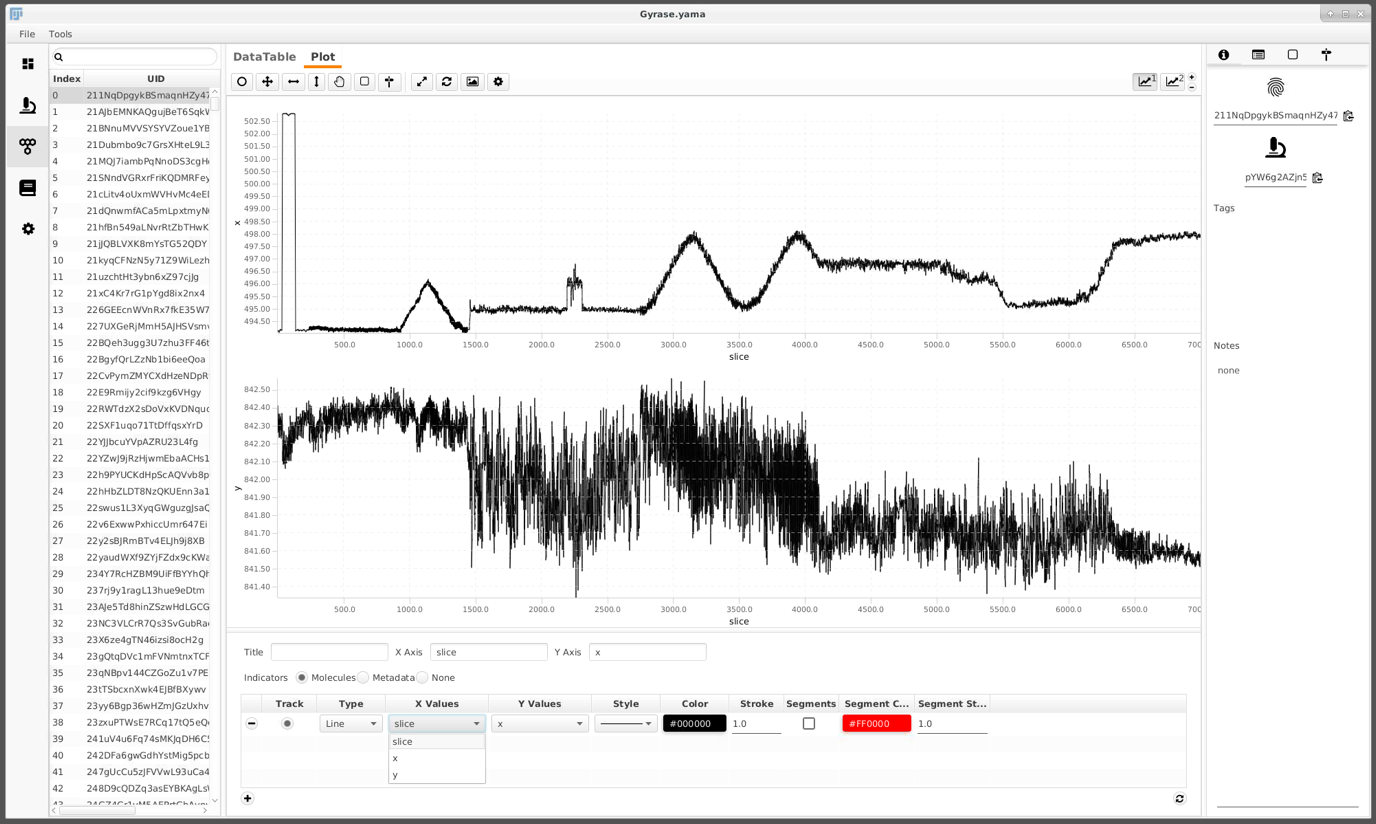 Gyrase.yama
File Tools
Index UID
0 211NqDpgykBSmaqnHZy47
1 21AJbEMNKAQgujBeT6Sqk
2 21BNnuMVVSYSYVZoue1YB
3 21Dubmbo9c7GrsXHteL9L3
4 21MQJ7iambPqNnoDS3cgH
5 21SNndVGRxrFriKQDMRFey
6 21cLitv4oUxmWVHvMc4eE
7 21dQnwmfACa5mLpxtmyN
8 21hfBn549aLNvrRtZbTHwK
9 21jJQBLVXK8mYsTG52QDY
10 21kyqCFNzN5y71Z9WiLezh
11 21uzchtHt3ybn6xZ97cjJg
12 21xC4Kr7rG1pYgd8ix2nx4
13 226GEEcnWVnRx7fkE35W7
14 227UXGeRjMmH5AJHSVsmv
15 22BQeh3ugg3U7zhu3FF46t
16 22BgyfQrLZzNb1bi6eeQoa
17 22CvPymZMYCXdHzeNDpR
18 22E9Rmijy2cif9kzg6VHgy
19 22RWTdzX2sDoVxKVDNquc
20 22SXF1uqo71TtDffqsxYrD
21 22YJJbcuYVpAZRU23L4fg
22 22YZwJ9jRzHjwmEbaACHs1
23 22h9PYUCKdHpScAQVvb8p
24 22hHbZLDT8NzQKUEnn3a1
25 22swus1L3XyqGWguzgJsaQ
26 22v6ExwwPxhiccUmr647Ei
27 22y2sBJRmBTv4ELJh9j8XB
28 22yaudWXf9ZYjFZdx9cKWa
29 234Y7RcHZBM9UiFfBYYhQ
30 237rj9y1ragL13hue9eDtm
31 23AJe5Td8hinZSzwHdLGCG
32 23NC3VLCrR7Qs3SvGubRa
33 23X6ze4gTN46izsi8ocH2g
34 23gQtqDVc1mFVNmtnxTCF
35 23qNBpv144CZGoZu1v7PE
36 23tTSbcxnXwk4EJBfBXywv
37 23yy6Bgp36wHZmJGzUxhv
38 23zxuPTWsE7RCq17tQ5eQ
39 241uV4u6Fq74sMKJqDH6C
40 242DFa6gwGdhYstMig5pcb
41 247gUcCu5zJFVVwL93uCa4
42 248D9cQDZq3asEYBKAgLs
DataTable Plot
1 2
502.50
502.00
501.50
501.00
500.50
500.00
499.50
499.00
498.50
498.00
497.50
497.00
496.50
496.00
495.50
495.00
494.50
x
500.0 1000.0 1500.0 2000.0 2500.0 3000.0 3500.0 4000.0 4500.0 5000.0 5500.0 6000.0 6500.0 700
slice
842.50
842.40
842.30
842.20
842.10
842.00
841.90
841.80
841.70
841.60
841.50
841.40
y
500.0 1000.0 1500.0 2000.0 2500.0 3000.0 3500.0 4000.0 4500.0 5000.0 5500.0 6000.0 6500.0 700
slice
Title X Axis slice Y Axis x
Indicators Molecules Metadata None
Track Type X Values Y Values Style Color Stroke Segments Segment C... Segment St...
Line slice x #000000 1.0 #FF0000 1.0
slice
x
y
211NqDpgykBSmaqnHZy47
pYW6g2AZjn5
Tags
Notes
none